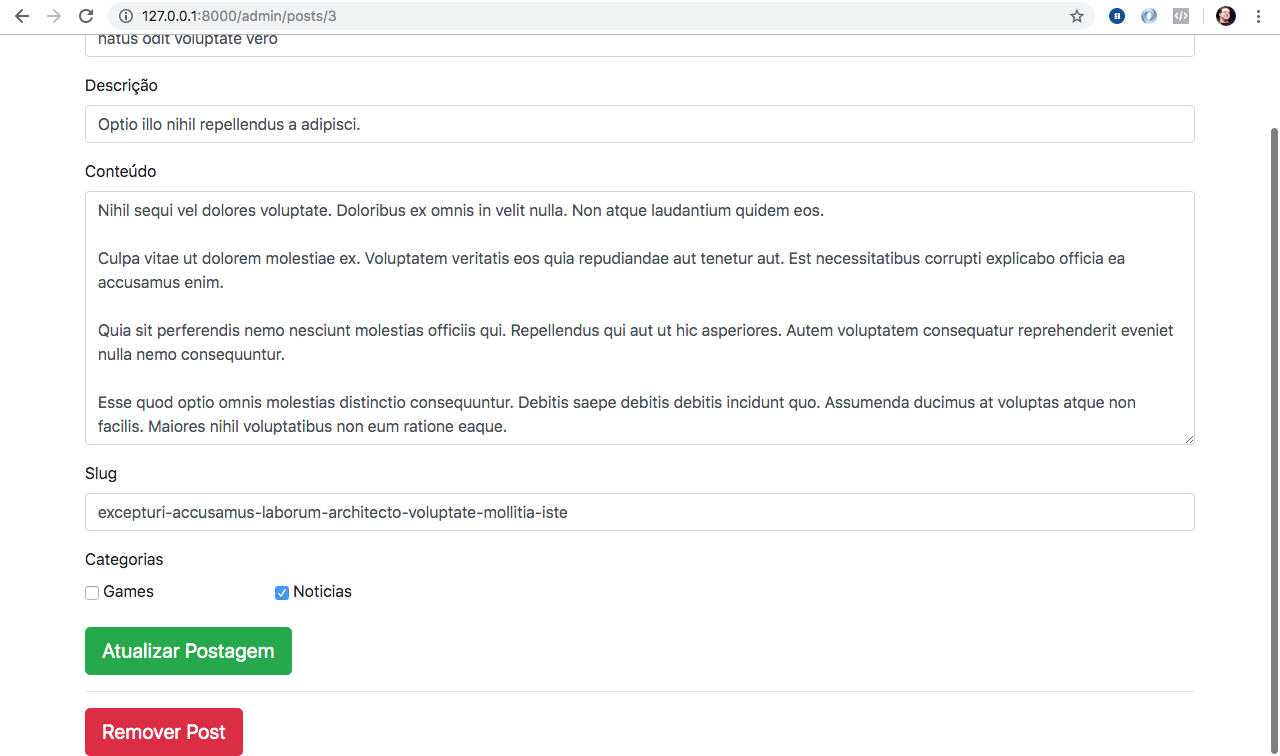 127.0.0.1:8000/admin/posts/3
natus odit voluptate vero
Descrição
Optio illo nihil repellendus a adipisci.
Conteúdo
Nihil sequi vel dolores voluptate. Doloribus ex omnis in velit nulla. Non atque laudantium quidem eos.
Culpa vitae ut dolorem molestiae ex. Voluptatem veritatis eos quia repudiandae aut tenetur aut. Est necessitatibus corrupti explicabo officia ea
accusamus enim.
Quia sit perferendis nemo nesciunt molestias officiis qui. Repellendus qui aut ut hic asperiores. Autem voluptatem consequatur reprehenderit eveniet
nulla nemo consequuntur.
Esse quod optio omnis molestias distinctio consequuntur. Debitis saepe debitis debitis incidunt quo. Assumenda ducimus at voluptas atque non
facilis. Maiores nihil voluptatibus non eum ratione eaque.
Slug
excepturi-accusamus-laborum-architecto-voluptate-mollitia-iste
Categorias
Games Noticias
Atualizar Postagem
Remover Post